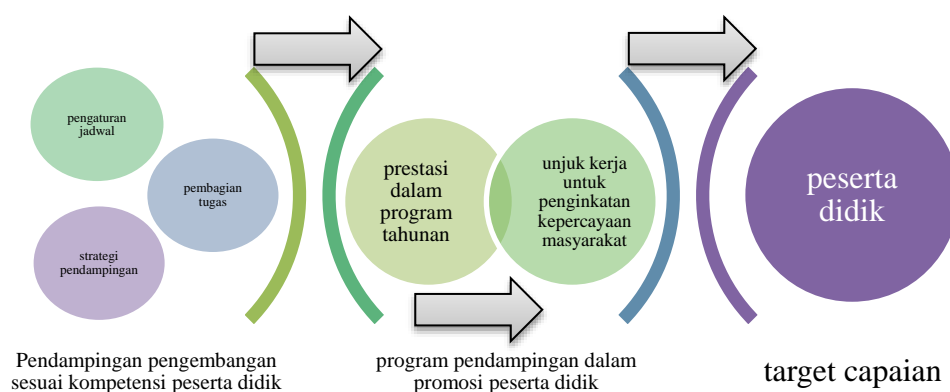 pengaturan
jadwal
pembagian
tugas
strategi
pendampingan
Pendampingan pengembangan
sesuai kompetensi peserta didik
prestasi
dalam
program
tahunan
unjuk kerja
untuk
penginkatan
kepercayaan
masyarakat
program pendampingan dalam
promosi peserta didik
peserta
didik
target capaian